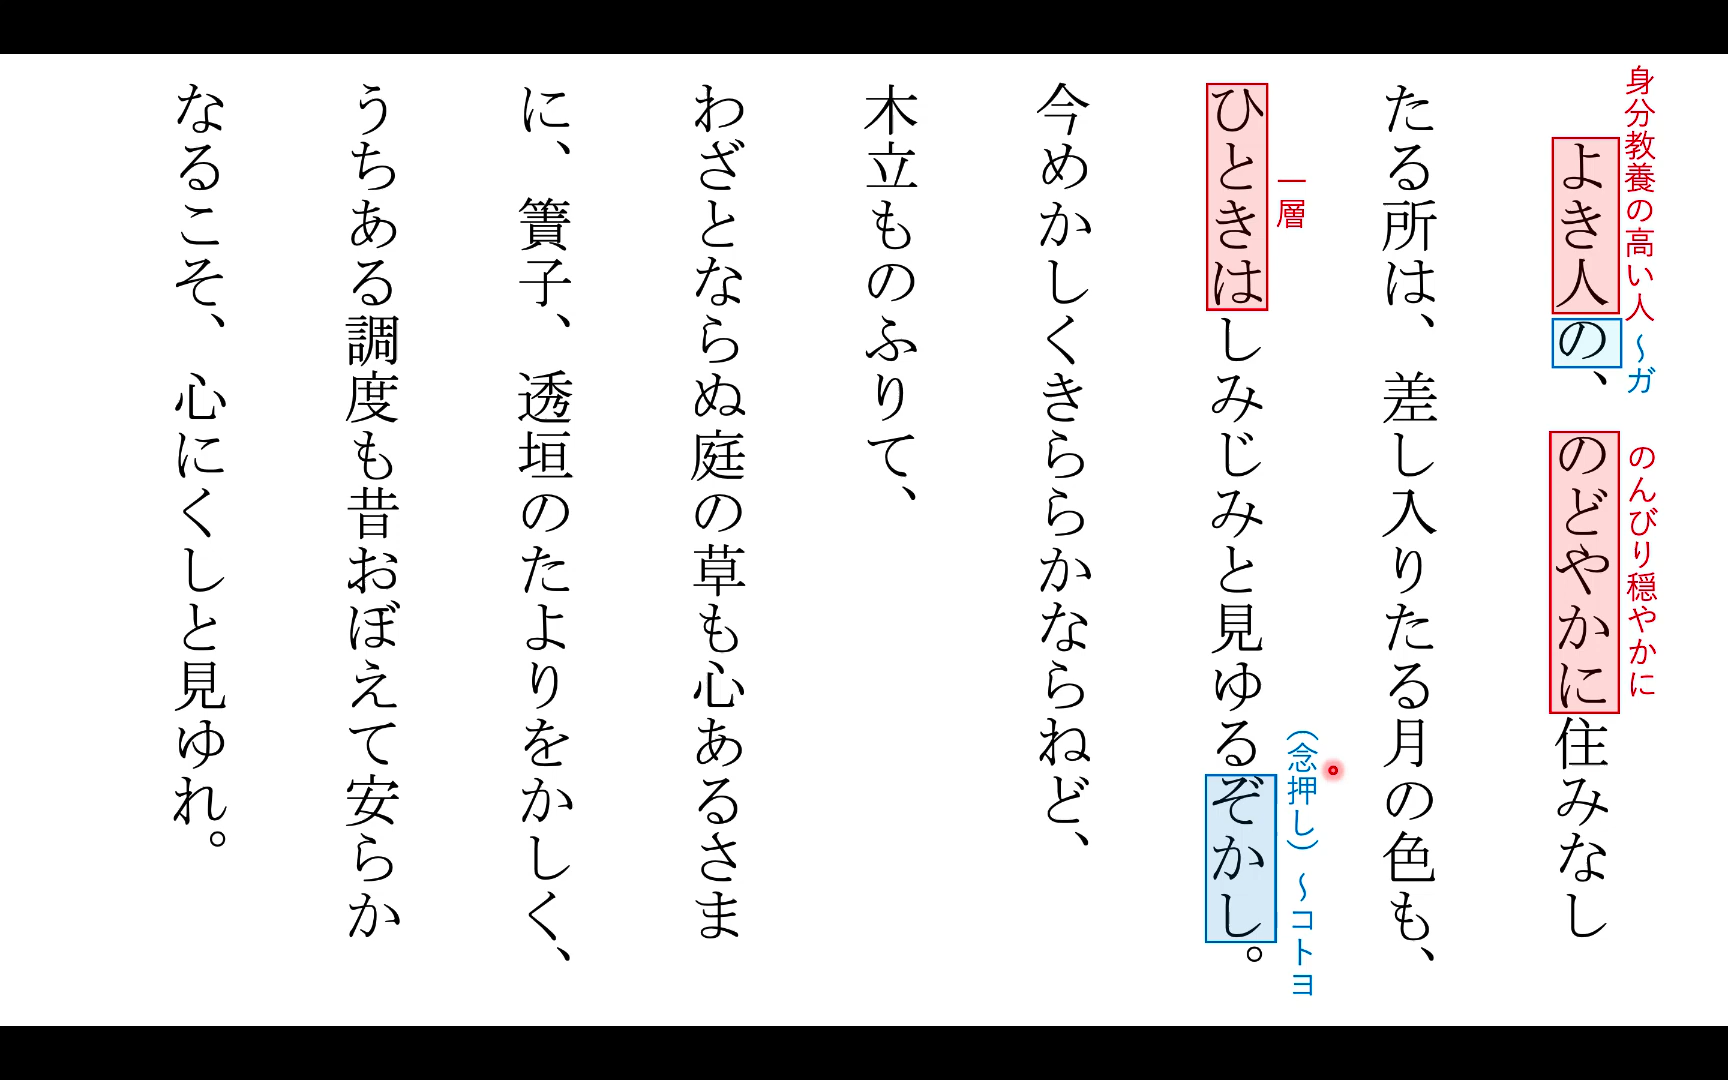 身分教養の高い人 ～ガ
のんびり穏やかに
よき人の、のどやかに住みなし
たる所は、差し入りたる月の色も、
一層
（念押し）～コトヨ
ひときはしみじみと見ゆるぞかし。
今めかしくきららかならねど、
木立ものふりて、
わざとならぬ庭の草も心あるさま
に、簀子、透垣のたよりをかしく、
うちある調度も昔おぼえて安らか
なるこそ、心にくしと見ゆれ。